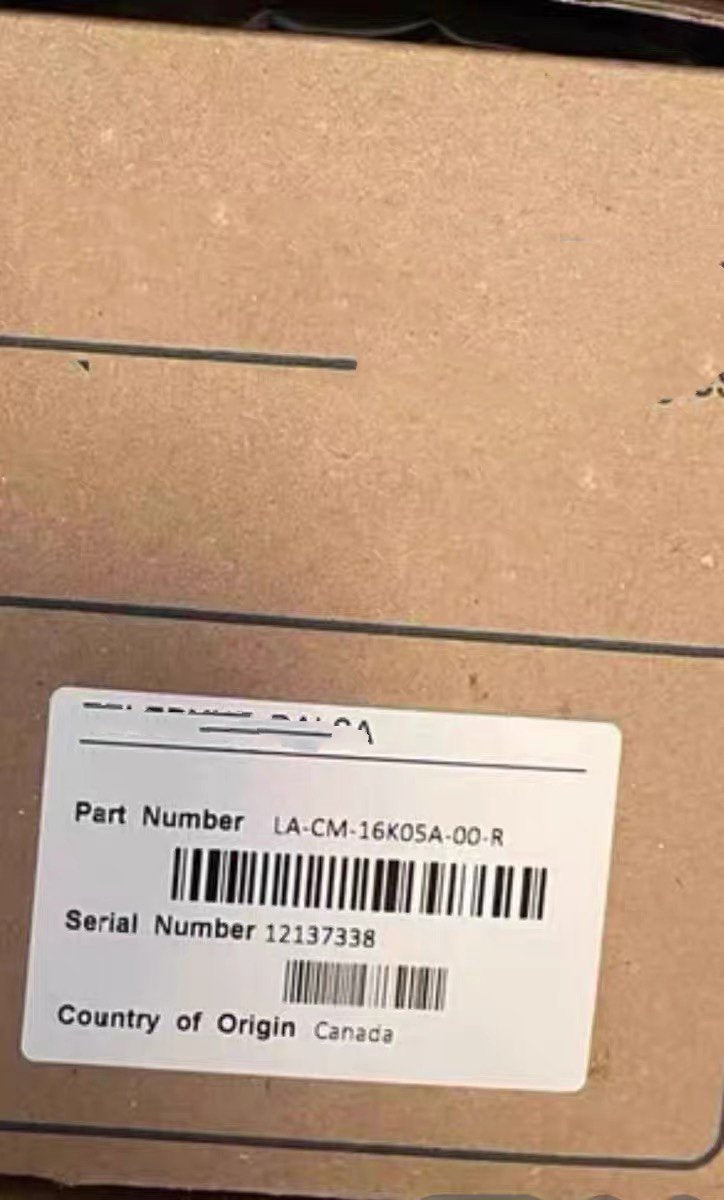 Part Number LA-CM-16K05A-00-R
Serial Number 12137338
Country of Origin Canada